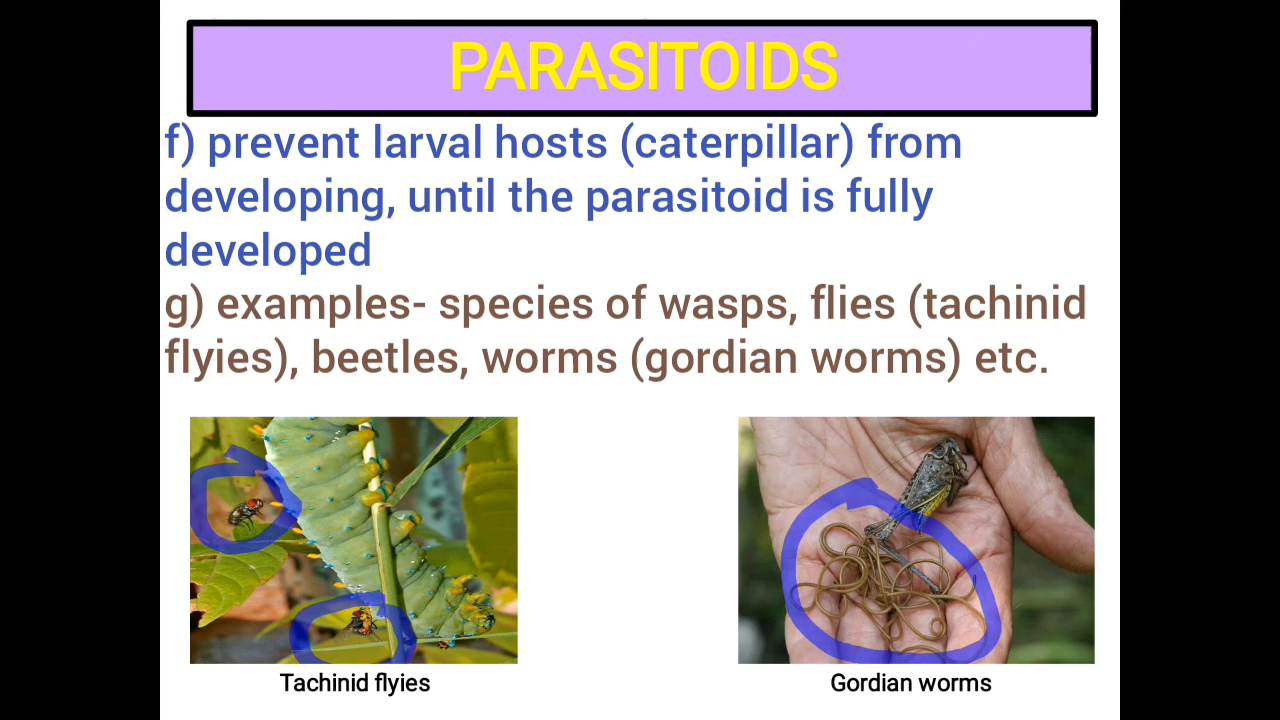 PARASITOIDS
f) prevent larval hosts (caterpillar) from
developing, until the parasitoid is fully
developed
g) examples- species of wasps, flies (tachinid
flyies), beetles, worms (gordian worms) etc.
Tachinid flyies
Gordian worms